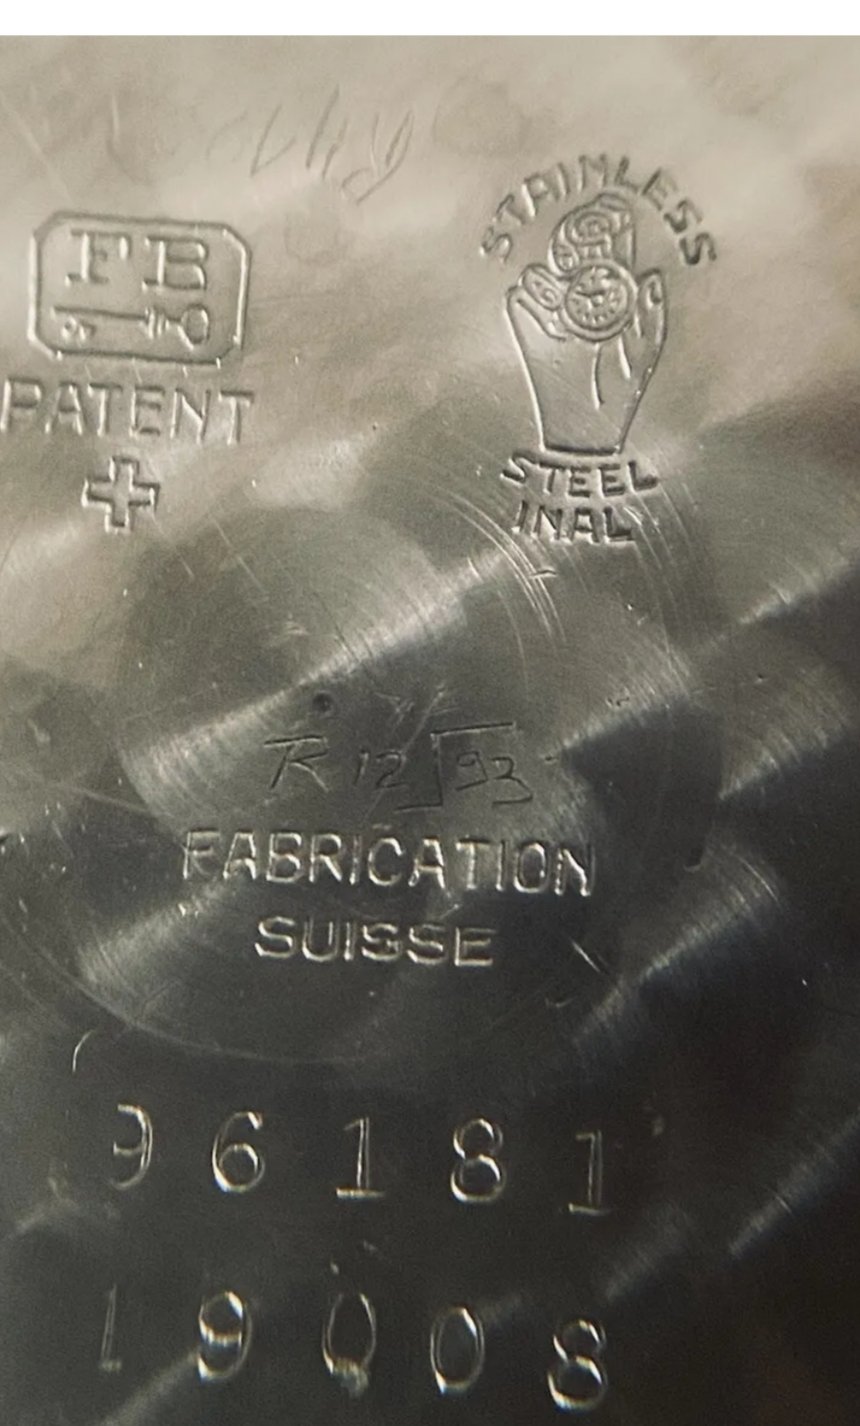 FB
PATENT
STAINLESS
STEEL
INAL
R 12 93
FABRICATION
SUISSE
96181
19008